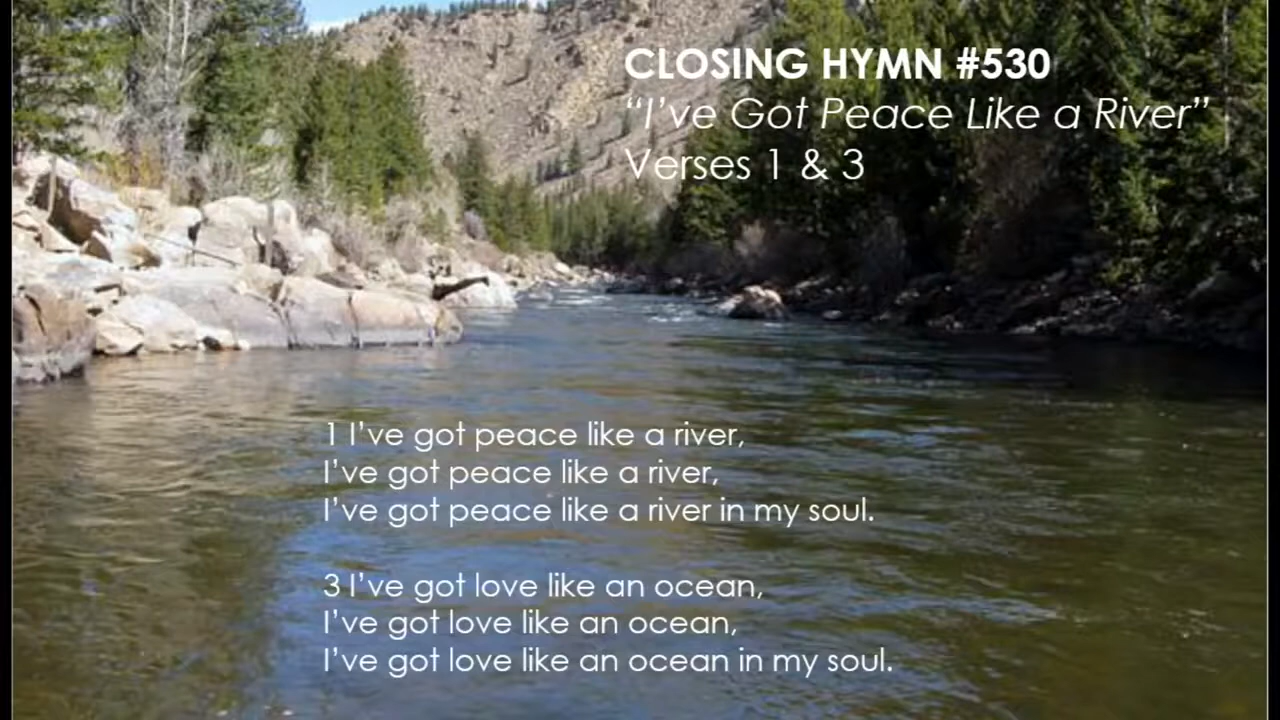 CLOSING HYMN #530
“I’ve Got Peace Like a River”
Verses 1 & 3
1 I’ve got peace like a river,
I’ve got peace like a river,
I’ve got peace like a river in my soul.
3 I’ve got love like an ocean,
I’ve got love like an ocean,
I’ve got love like an ocean in my soul.